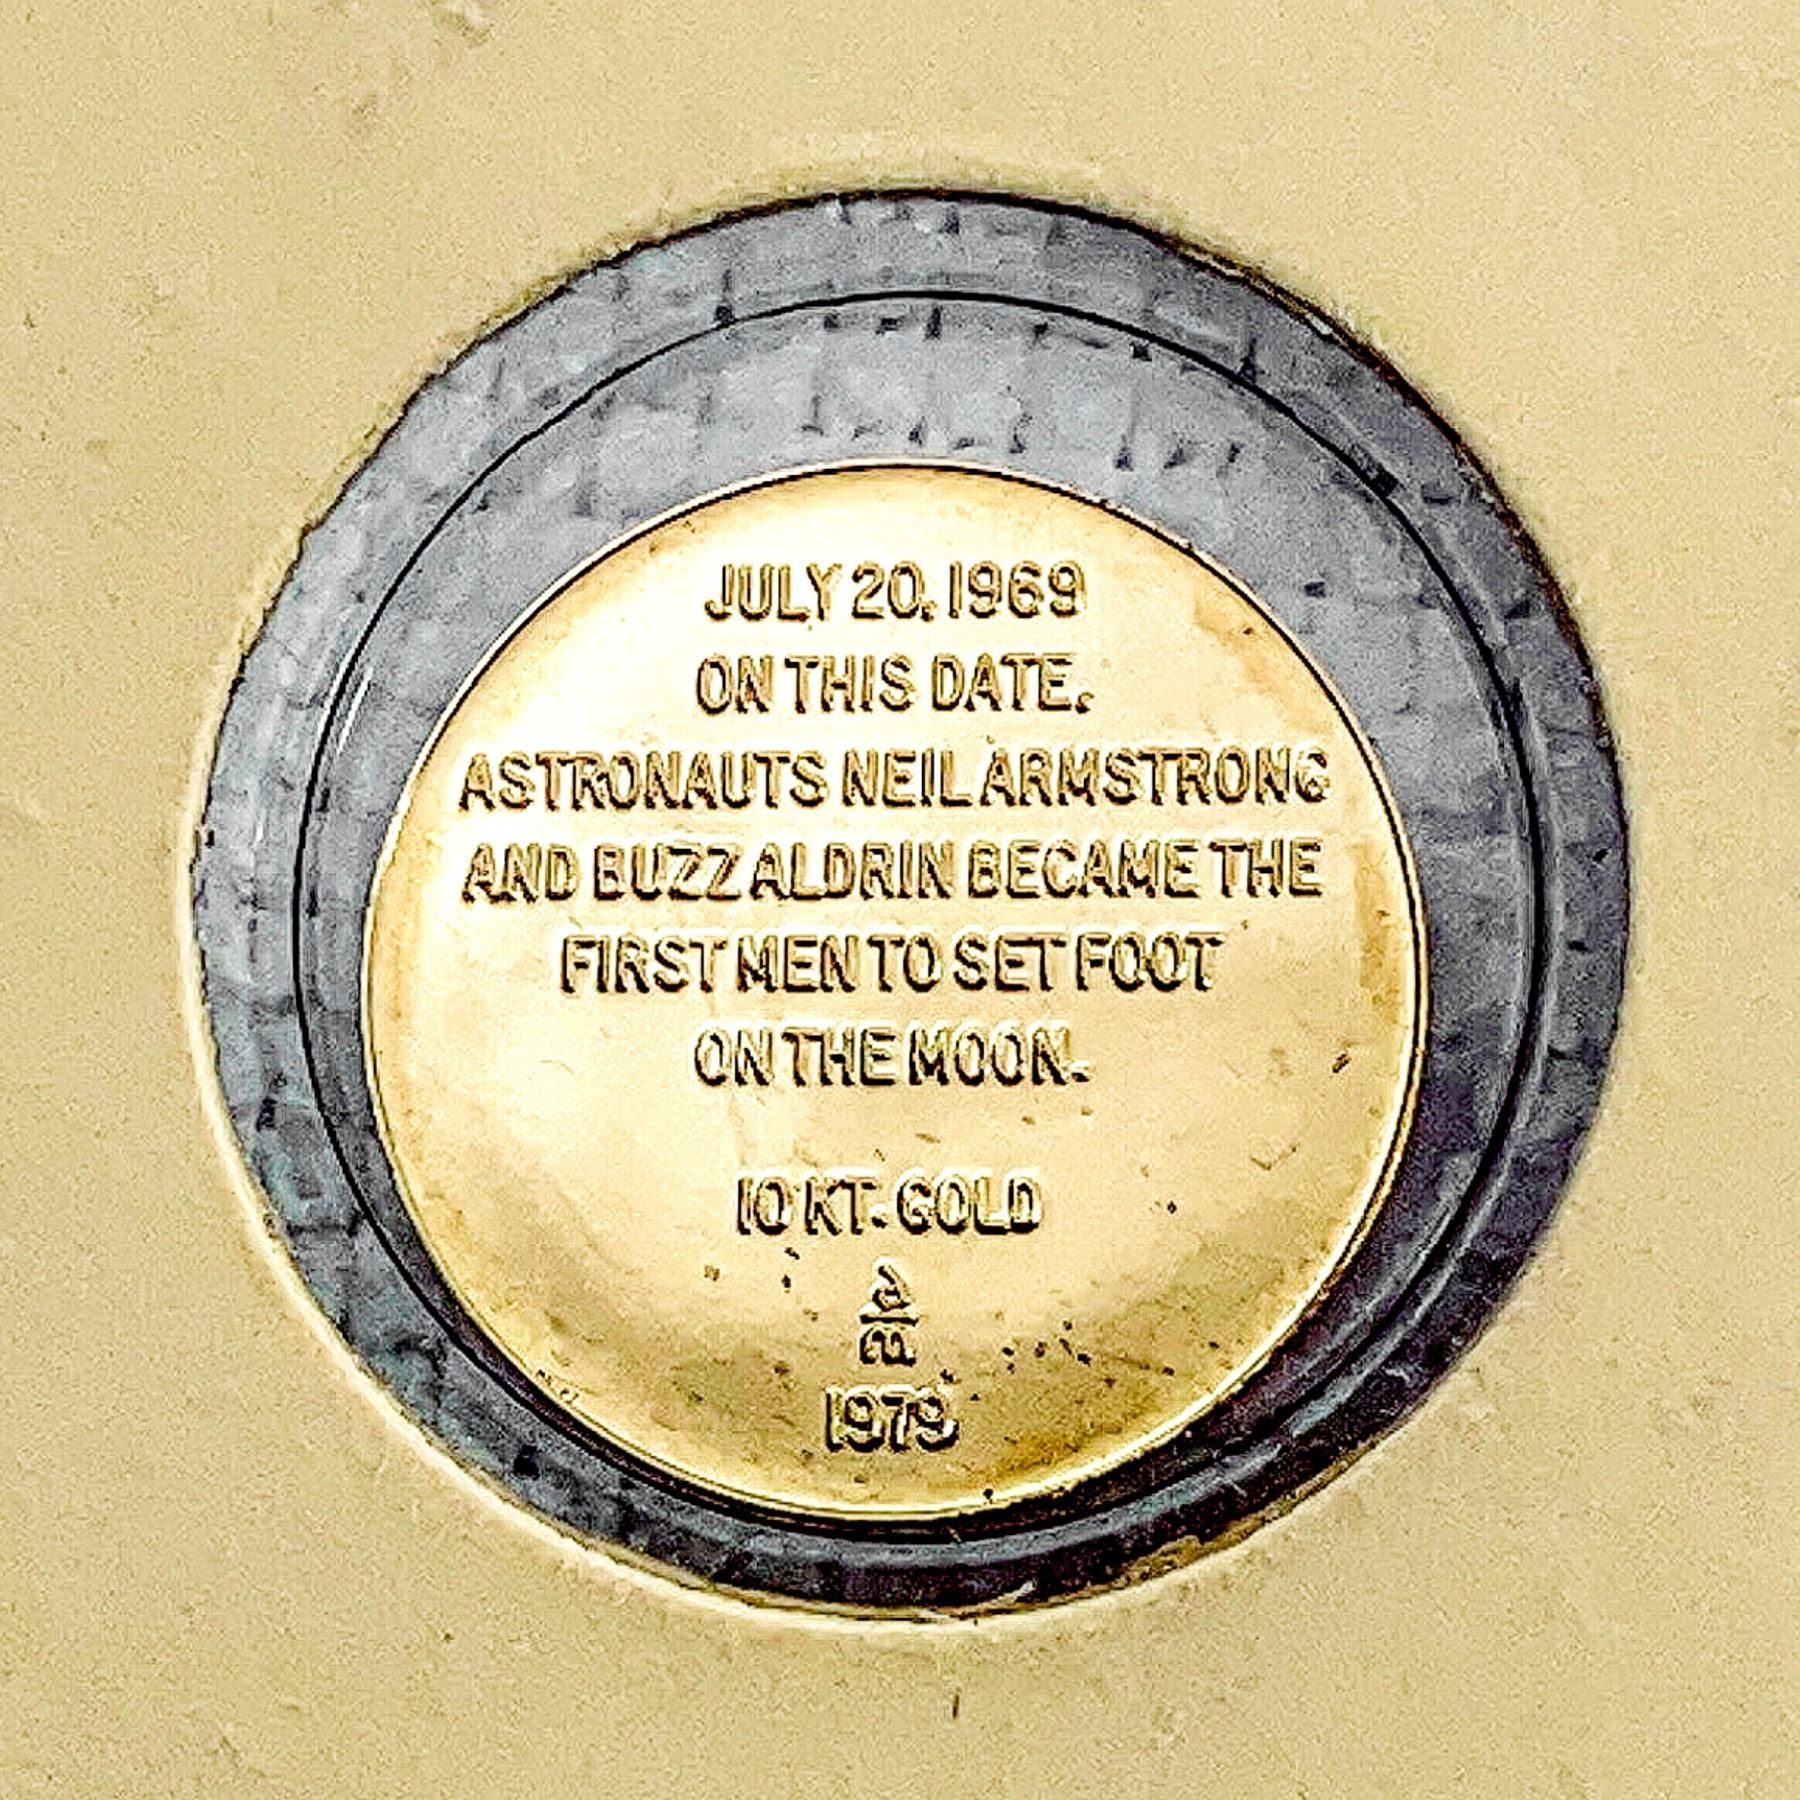 JULY 20, 1969
ON THIS DATE,
ASTRONAUTS NEIL ARMSTRONG
AND BUZZ ALDRIN BECAME THE
FIRST MEN TO SET FOOT
ON THE MOON.
10 KT. GOLD
1979